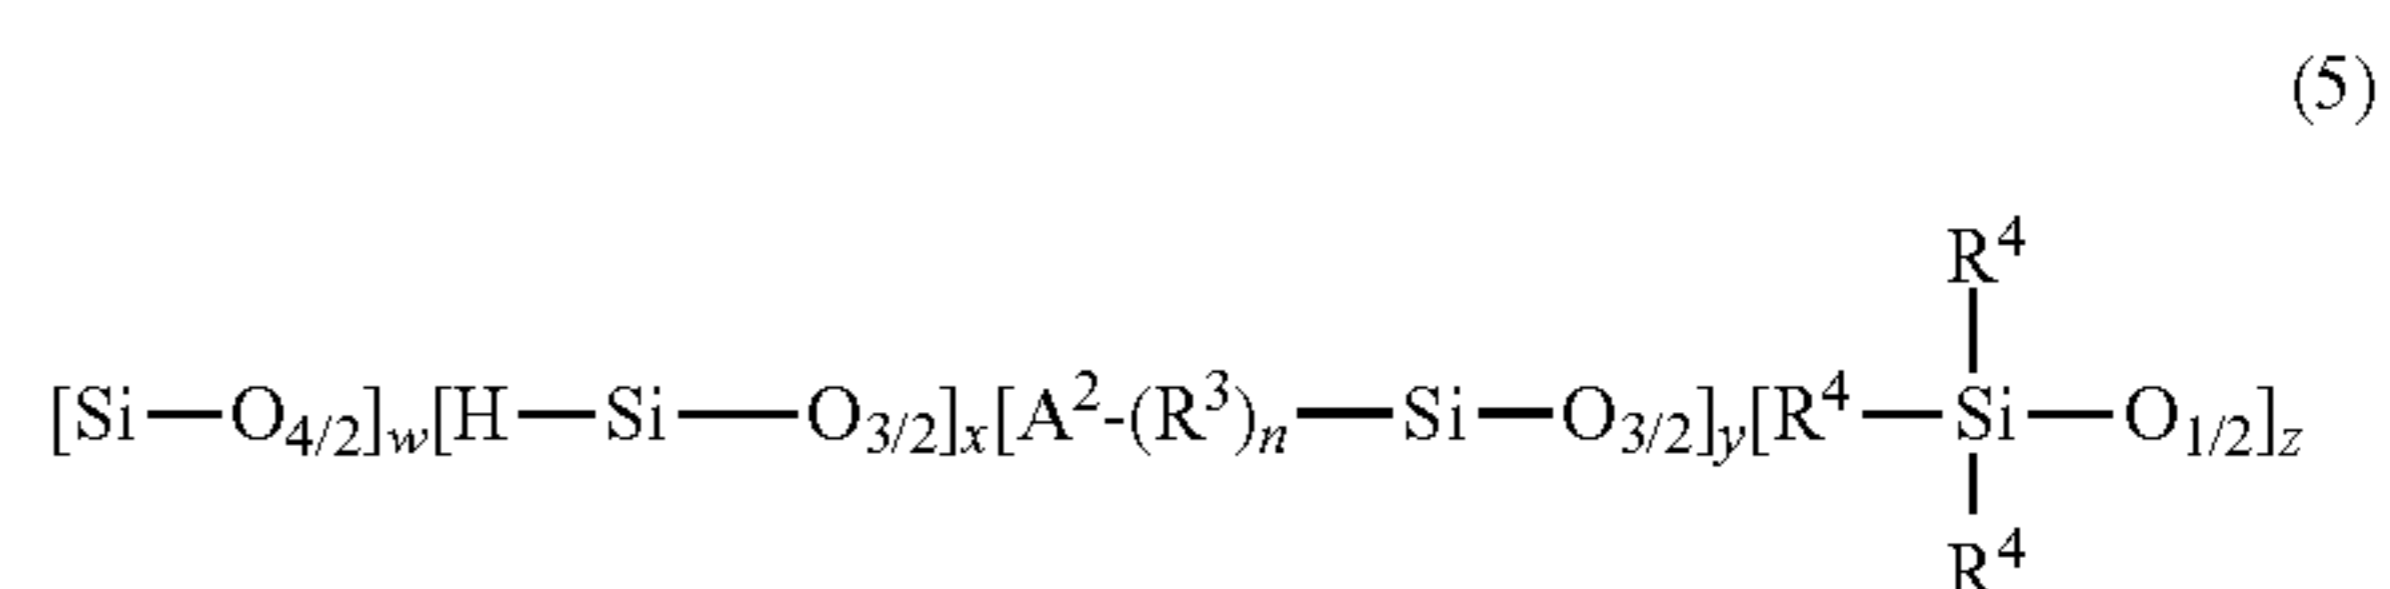 (5)
R⁴
[Si—O₄/₂]w[H—Si—O₃/₂]x[A²-(R³)n—Si—O₃/₂]y[R⁴—Si—O₁/₂]z
R⁴